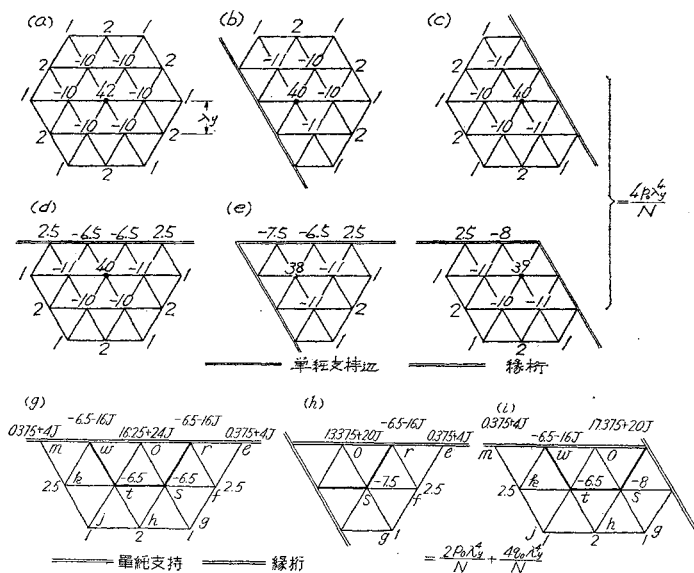 (a) (b) (c)
1 2 1 2 1 1
2 -10 -10 2 -11 -10 2 2 -11
1 -10 42 -10 1 40 -10 1 1 -10 40
λy
2 -10 -10 2 -11 2 2 -10 -11
1 2 1 1 1 2 1
= 4p₀λy⁴/N
(d) (e)
2.5 -6.5 -6.5 2.5 -7.5 -6.5 2.5 2.5 -8
1 -11 40 -11 1 38 -11 1 1 -11 39
2 -10 -10 2 -11 2 2 -10 -11
1 2 1 1 1 2 1
単純支持辺 縁桁
(g) (h) (i)
0.375+4J -6.5-16J 16.25+24J -6.5-16J 0.375+4J 13.375+20J -6.5-16J 0.375+4J 0.375+4J -6.5-16J 17.375+20J
m w o r e o r e m w o
2.5 k -6.5 t -6.5 s f 2.5 s -7.5 f 2.5 2.5 k -6.5 t -8 s
j h g g j h g
1 2 1 1 1 2 1
単純支持 縁桁
= 2p₀λy⁴/N + 4q₀λy⁴/N